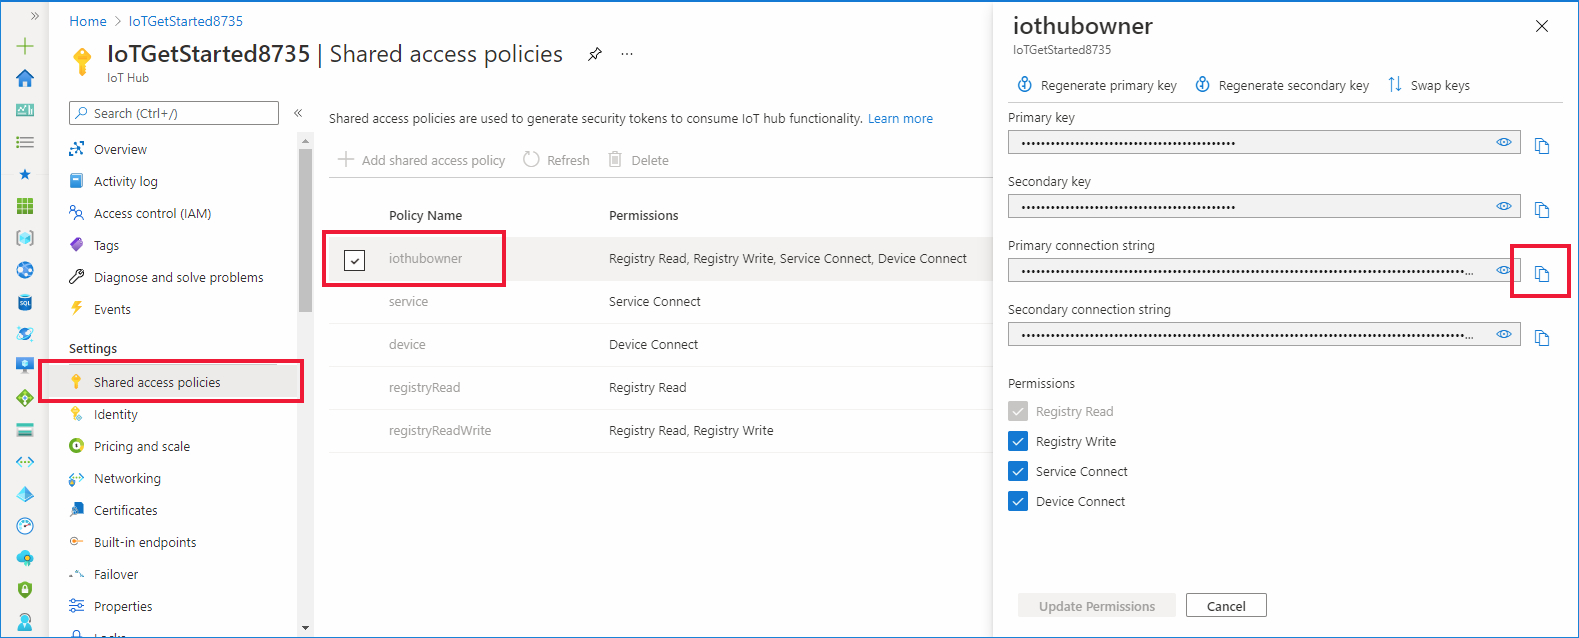 Home > IoTGetStarted8735
IoTGetStarted8735 | Shared access policies
IoT Hub
Search (Ctrl+/)
Overview
Activity log
Access control (IAM)
Tags
Diagnose and solve problems
Events
Settings
Shared access policies
Identity
Pricing and scale
Networking
Certificates
Built-in endpoints
Failover
Properties
Locks
SQL
Shared access policies are used to generate security tokens to consume IoT hub functionality. Learn more
Add shared access policy Refresh Delete
Policy Name Permissions
iothubowner Registry Read, Registry Write, Service Connect, Device Connect
service Service Connect
device Device Connect
registryRead Registry Read
registryReadWrite Registry Read, Registry Write
iothubowner
IoTGetStarted8735
Regenerate primary key Regenerate secondary key Swap keys
Primary key
Secondary key
Primary connection string
Secondary connection string
Permissions
Registry Read
Registry Write
Service Connect
Device Connect
Update Permissions Cancel